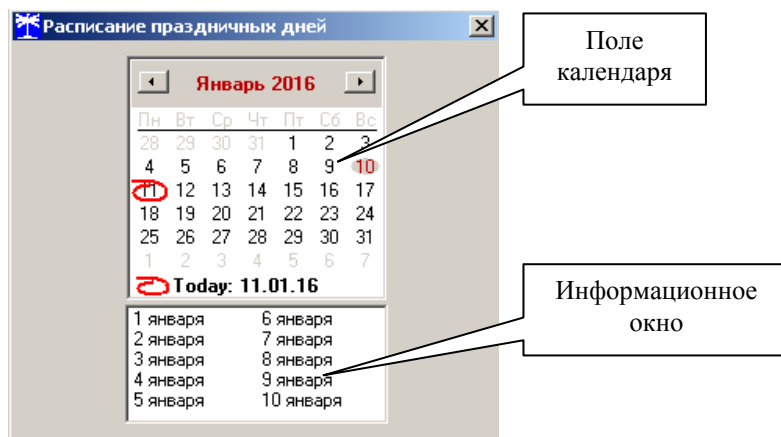 Расписание праздничных дней
Поле
календаря
Январь 2016
Пн Вт Ср Чт Пт Сб Вс
28 29 30 31 1 2 3
4 5 6 7 8 9 10
11 12 13 14 15 16 17
18 19 20 21 22 23 24
25 26 27 28 29 30 31
1 2 3 4 5 6 7
Today: 11.01.16
Информационное
окно
1 января 6 января
2 января 7 января
3 января 8 января
4 января 9 января
5 января 10 января